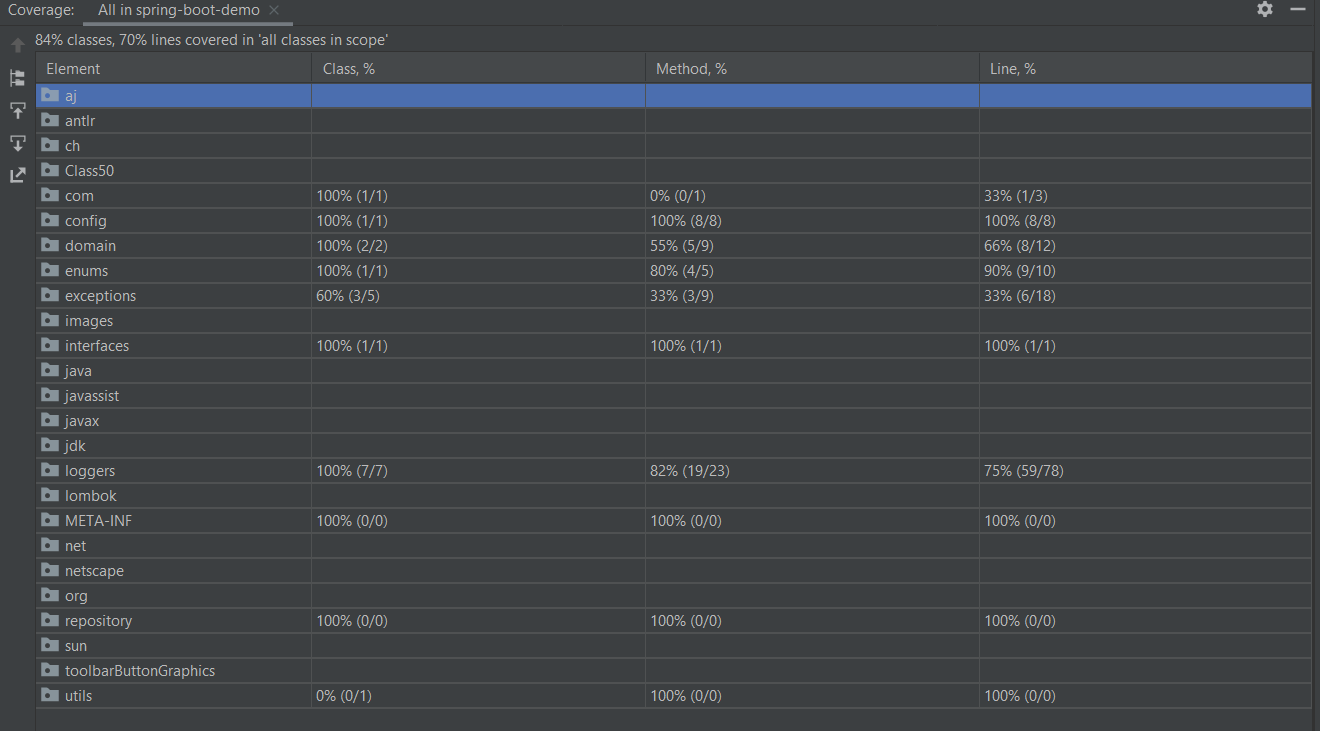 Coverage: All in spring-boot-demo
84% classes, 70% lines covered in 'all classes in scope'
Element Class, % Method, % Line, %
aj
antlr
ch
Class50
com 100% (1/1) 0% (0/1) 33% (1/3)
config 100% (1/1) 100% (8/8) 100% (8/8)
domain 100% (2/2) 55% (5/9) 66% (8/12)
enums 100% (1/1) 80% (4/5) 90% (9/10)
exceptions 60% (3/5) 33% (3/9) 33% (6/18)
images
interfaces 100% (1/1) 100% (1/1) 100% (1/1)
java
javassist
javax
jdk
loggers 100% (7/7) 82% (19/23) 75% (59/78)
lombok
META-INF 100% (0/0) 100% (0/0) 100% (0/0)
net
netscape
org
repository 100% (0/0) 100% (0/0) 100% (0/0)
sun
toolbarButtonGraphics
utils 0% (0/1) 100% (0/0) 100% (0/0)